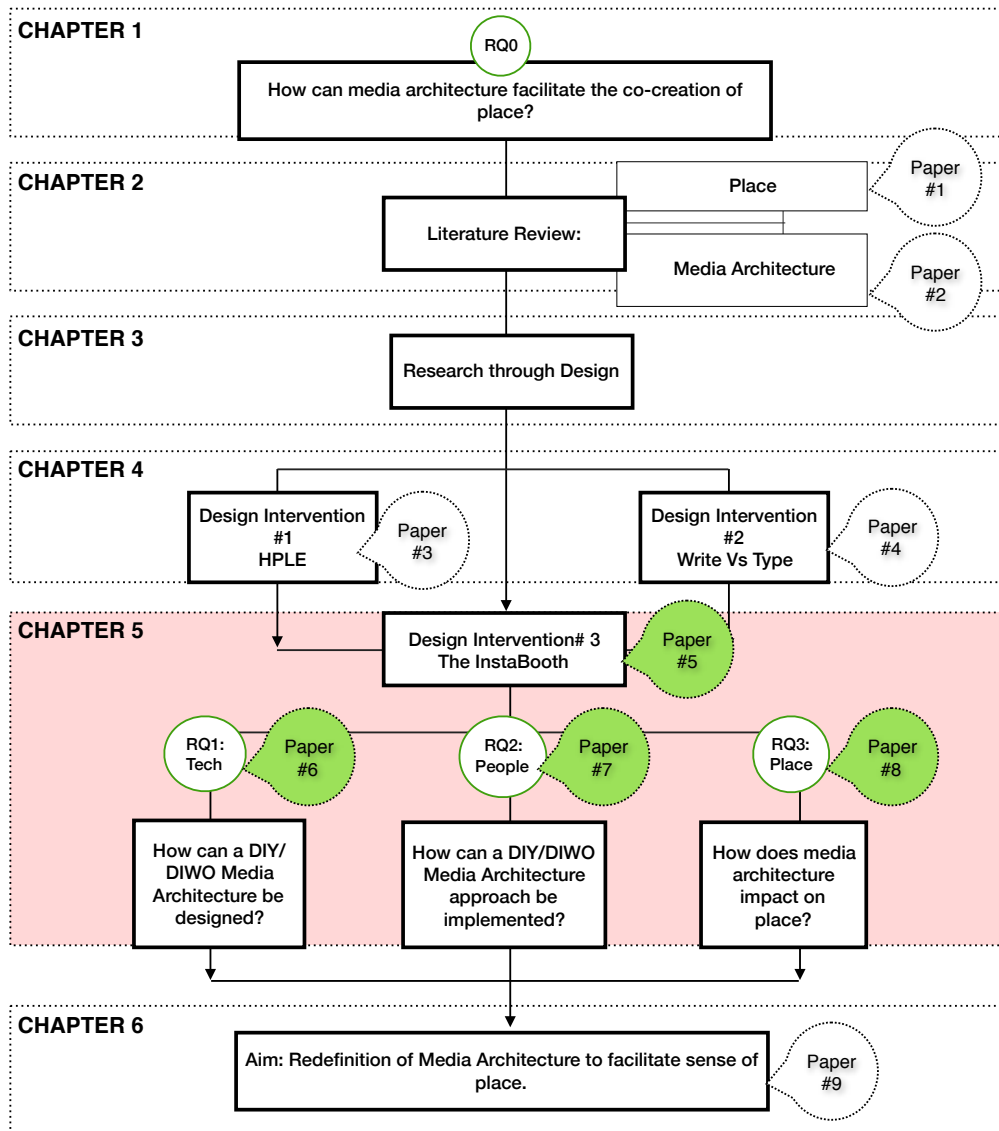 CHAPTER 1
RQ0
How can media architecture facilitate the co-creation of
place?
CHAPTER 2
Place
Paper
#1
Literature Review:
Media Architecture
Paper
#2
CHAPTER 3
Research through Design
CHAPTER 4
Design Intervention
#1
HPLE
Paper
#3
Design Intervention
#2
Write Vs Type
Paper
#4
CHAPTER 5
Design Intervention# 3
The InstaBooth
Paper
#5
RQ1:
Tech
Paper
#6
RQ2:
People
Paper
#7
RQ3:
Place
Paper
#8
How can a DIY/
DIWO Media
Architecture be
designed?
How can a DIY/DIWO
Media Architecture
approach be
implemented?
How does media
architecture
impact on
place?
CHAPTER 6
Aim: Redefinition of Media Architecture to facilitate sense of
place.
Paper
#9